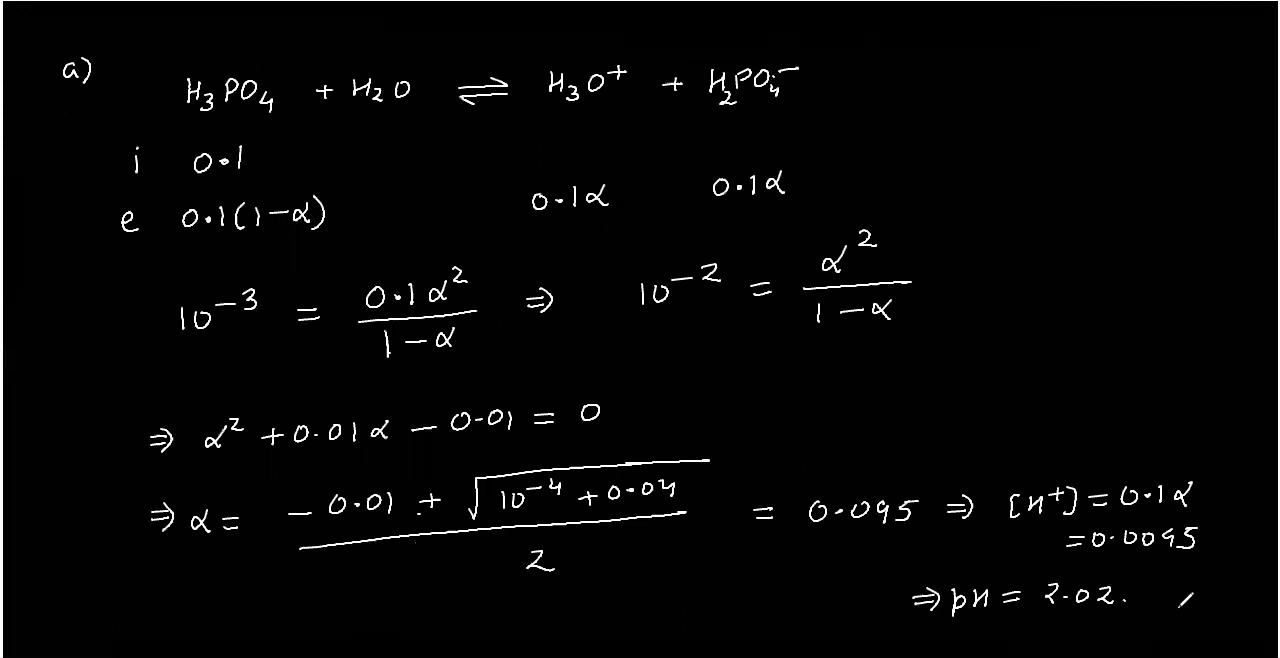 a)
H₃PO₄ + H₂O ⇌ H₃O⁺ + H₂PO₄⁻
i 0.1
e 0.1(1-α) 0.1α 0.1α
10⁻³ = 0.1α²/(1-α) ⇒ 10⁻² = α²/(1-α)
⇒ α² + 0.01α - 0.01 = 0
⇒ α = (-0.01 + √(10⁻⁴ + 0.04))/2 = 0.095 ⇒ [H⁺] = 0.1α
= 0.0095
⇒ pH = 2.02.